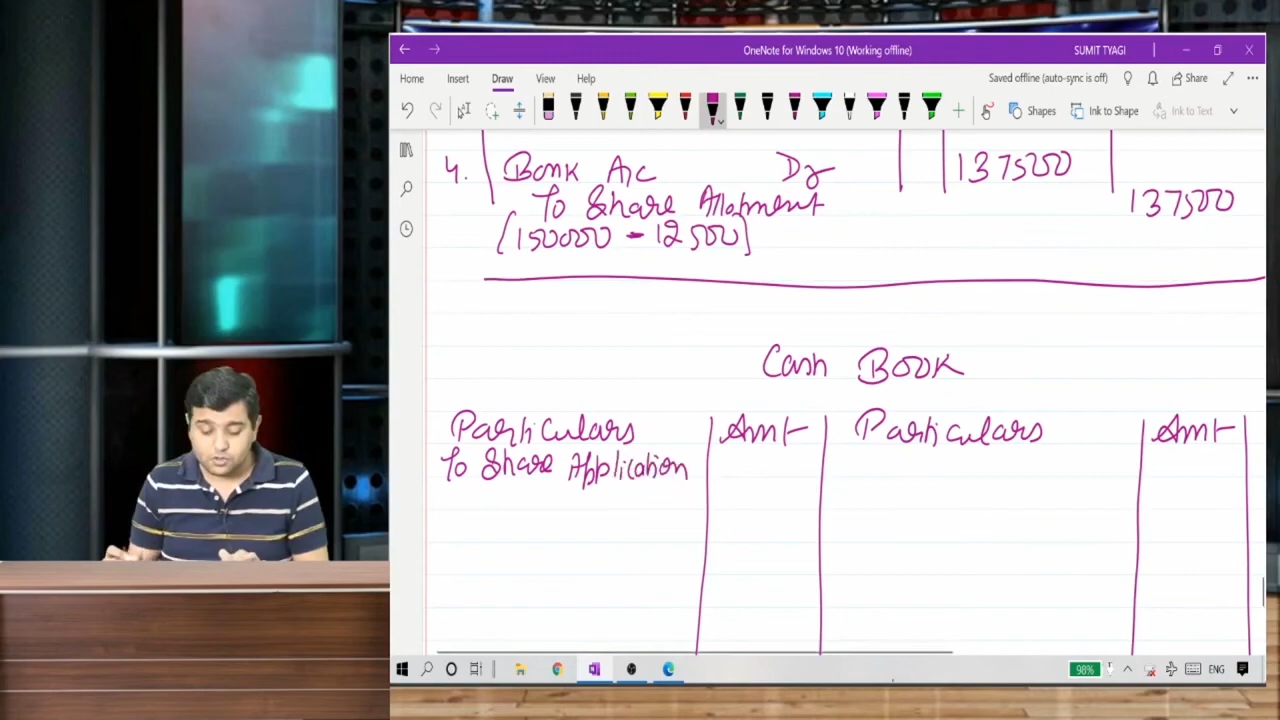 OneNote for Windows 10 (Working offline)
SUMIT TYAGI
Home Insert Draw View Help
Saved offline (auto-sync is off)
Share
Shapes
Ink to Shape
Ink to Text
4. Bank A/c Dr 137500
To Share Allotment 137500
[150000 - 12500]
Cash Book
Particulars Amt Particulars Amt
To Share Application
98%
ENG